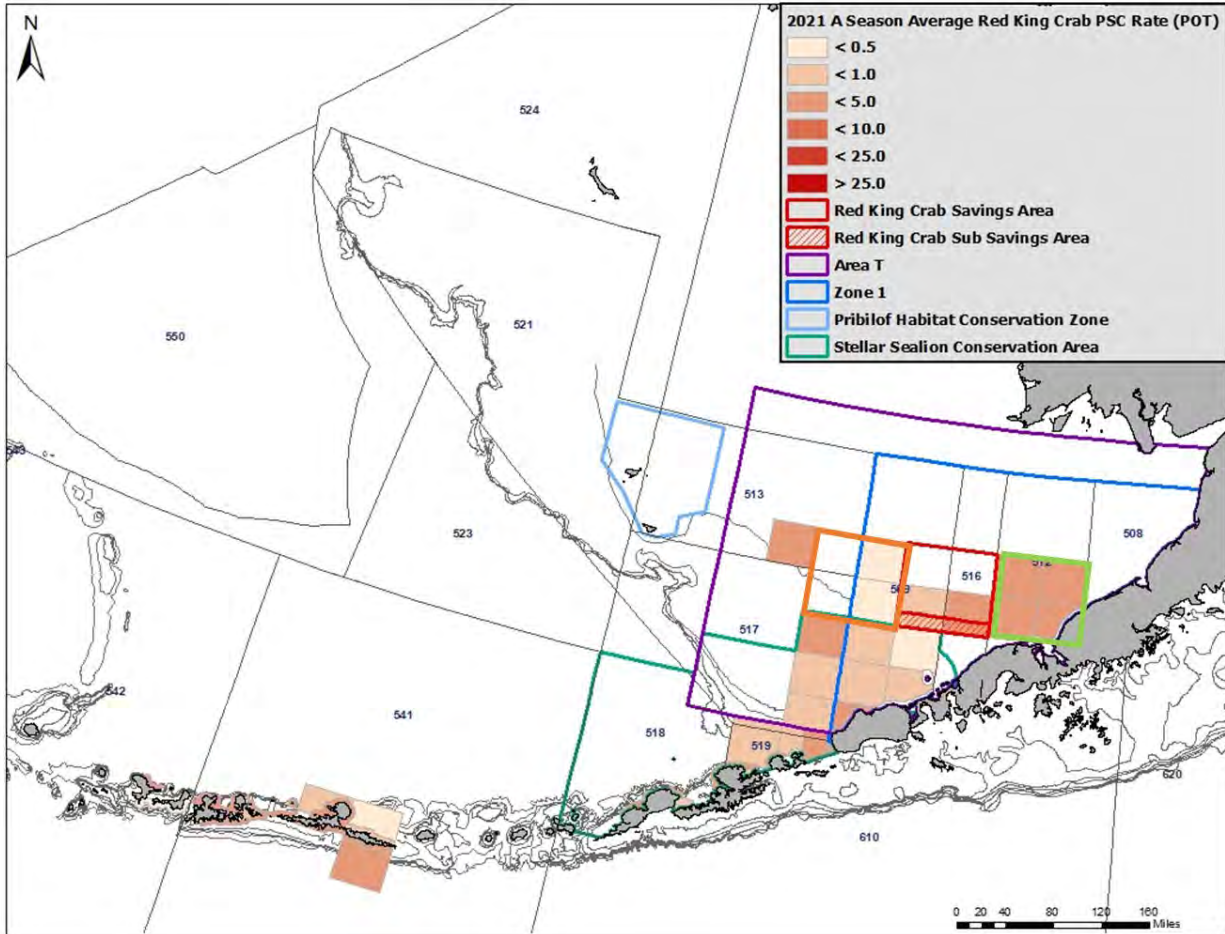 N
2021 A Season Average Red King Crab PSC Rate (POT)
< 0.5
< 1.0
< 5.0
< 10.0
< 25.0
> 25.0
Red King Crab Savings Area
Red King Crab Sub Savings Area
Area T
Zone 1
Pribilof Habitat Conservation Zone
Stellar Sealion Conservation Area
524
550
521
543
513
523
508
512
516
509
517
542
541
518
519
620
610
0 20 40 80 120 160
Miles